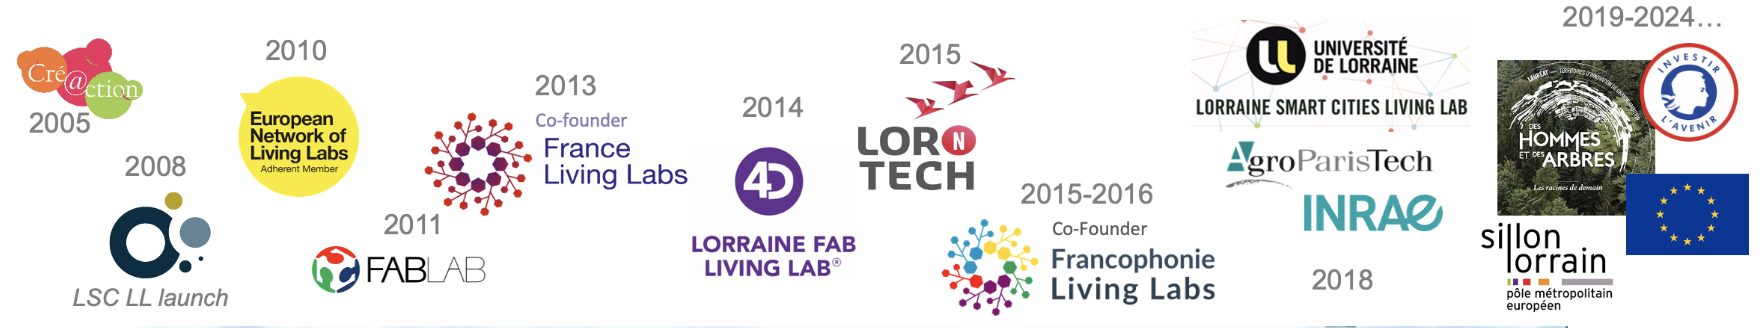 Cré@ction
2005
2008
LSC LL launch
2010
European
Network of
Living Labs
Adherent Member
2011
FABLAB
2013
Co-founder
France
Living Labs
2014
4D
LORRAINE FAB
LIVING LAB®
2015
LOR N
TECH
2015-2016
Co-Founder
Francophonie
Living Labs
UNIVERSITÉ
DE LORRAINE
LORRAINE SMART CITIES LIVING LAB
AgroParisTech
INRAE
2018
2019-2024...
INVESTIR
L'AVENIR
DES
HOMMES
ET DES ARBRES
Les racines de demain
sillon
lorrain
pôle métropolitain
européen